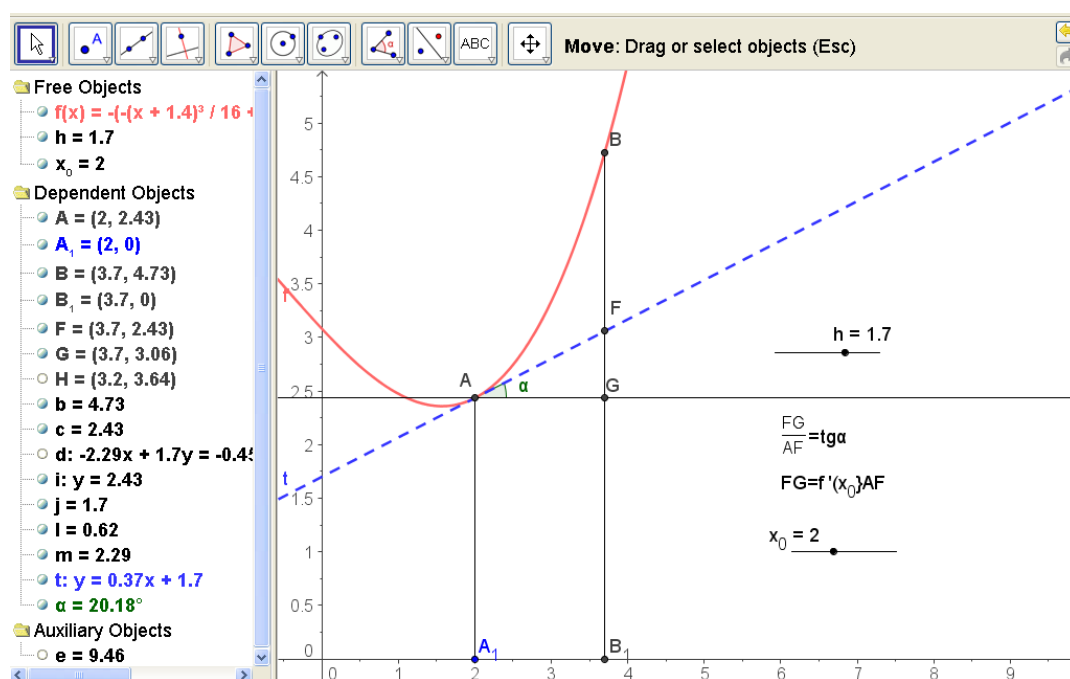 A
ABC
Move: Drag or select objects (Esc)
Free Objects
f(x) = -(-(x + 1.4)³ / 16 +
h = 1.7
x₀ = 2
Dependent Objects
A = (2, 2.43)
A₁ = (2, 0)
B = (3.7, 4.73)
B₁ = (3.7, 0)
F = (3.7, 2.43)
G = (3.7, 3.06)
H = (3.2, 3.64)
b = 4.73
c = 2.43
d: -2.29x + 1.7y = -0.45
i: y = 2.43
j = 1.7
l = 0.62
m = 2.29
t: y = 0.37x + 1.7
α = 20.18°
Auxiliary Objects
e = 9.46
5
4.5
4
3.5
3
2.5
2
1.5
1
0.5
0
0 1 2 3 4 5 6 7 8 9
f
t
A
α
B
F
G
A₁
B₁
h = 1.7
FG
AF
=tgα
FG=f '(x₀}AF
x₀ = 2